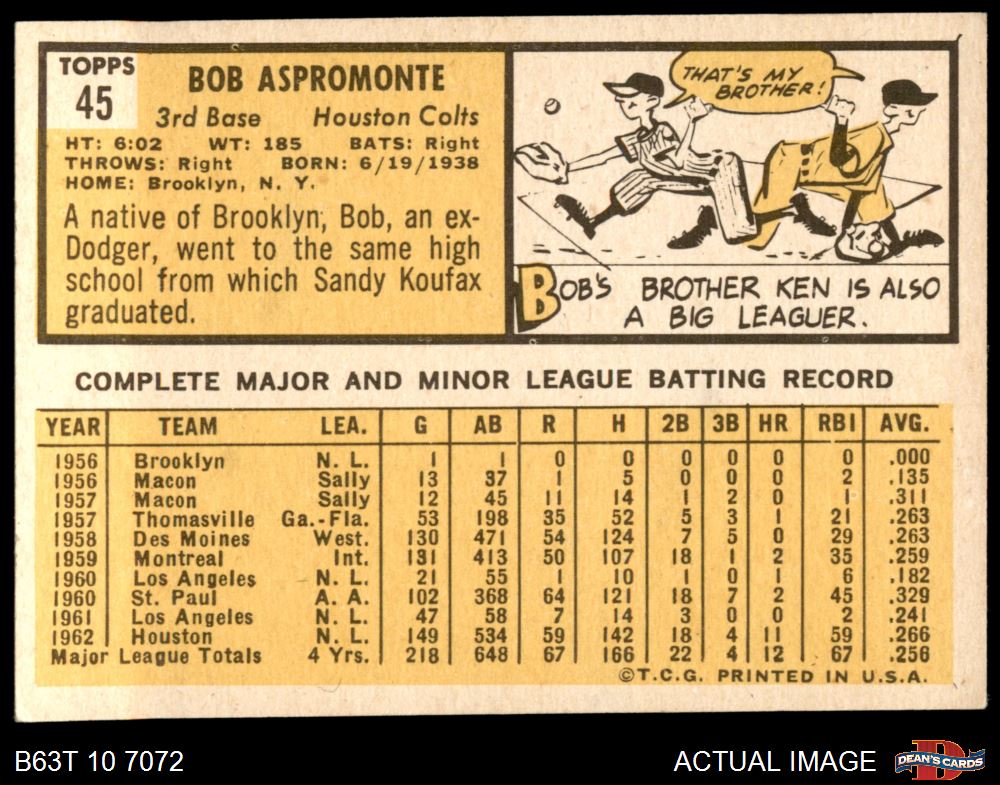 TOPPS
45
BOB ASPROMONTE
3rd Base Houston Colts
HT: 6:02 WT: 185 BATS: Right
THROWS: Right BORN: 6/19/1938
HOME: Brooklyn, N. Y.
A native of Brooklyn, Bob, an ex-
Dodger, went to the same high
school from which Sandy Koufax
graduated.
THAT'S MY
BROTHER!
BOB'S BROTHER KEN IS ALSO
A BIG LEAGUER.
COMPLETE MAJOR AND MINOR LEAGUE BATTING RECORD
YEAR TEAM LEA. G AB R H 2B 3B HR RBI AVG.
1956 Brooklyn N. L. 1 1 0 0 0 0 0 0 .000
1956 Macon Sally 13 37 1 5 0 0 0 2 .135
1957 Macon Sally 12 45 11 14 1 2 0 1 .311
1957 Thomasville Ga.-Fla. 53 198 35 52 5 3 1 21 .263
1958 Des Moines West. 130 471 54 124 7 5 0 29 .263
1959 Montreal Int. 131 413 50 107 18 1 2 35 .259
1960 Los Angeles N. L. 21 55 1 10 1 0 1 6 .182
1960 St. Paul A. A. 102 368 64 121 18 7 2 45 .329
1961 Los Angeles N. L. 47 58 7 14 3 0 0 2 .241
1962 Houston N. L. 149 534 59 142 18 4 11 59 .266
Major League Totals 4 Yrs. 218 648 67 166 22 4 12 67 .256
©T.C.G. PRINTED IN U.S.A.
B63T 10 7072
ACTUAL IMAGE
D
DEAN'S CARDS